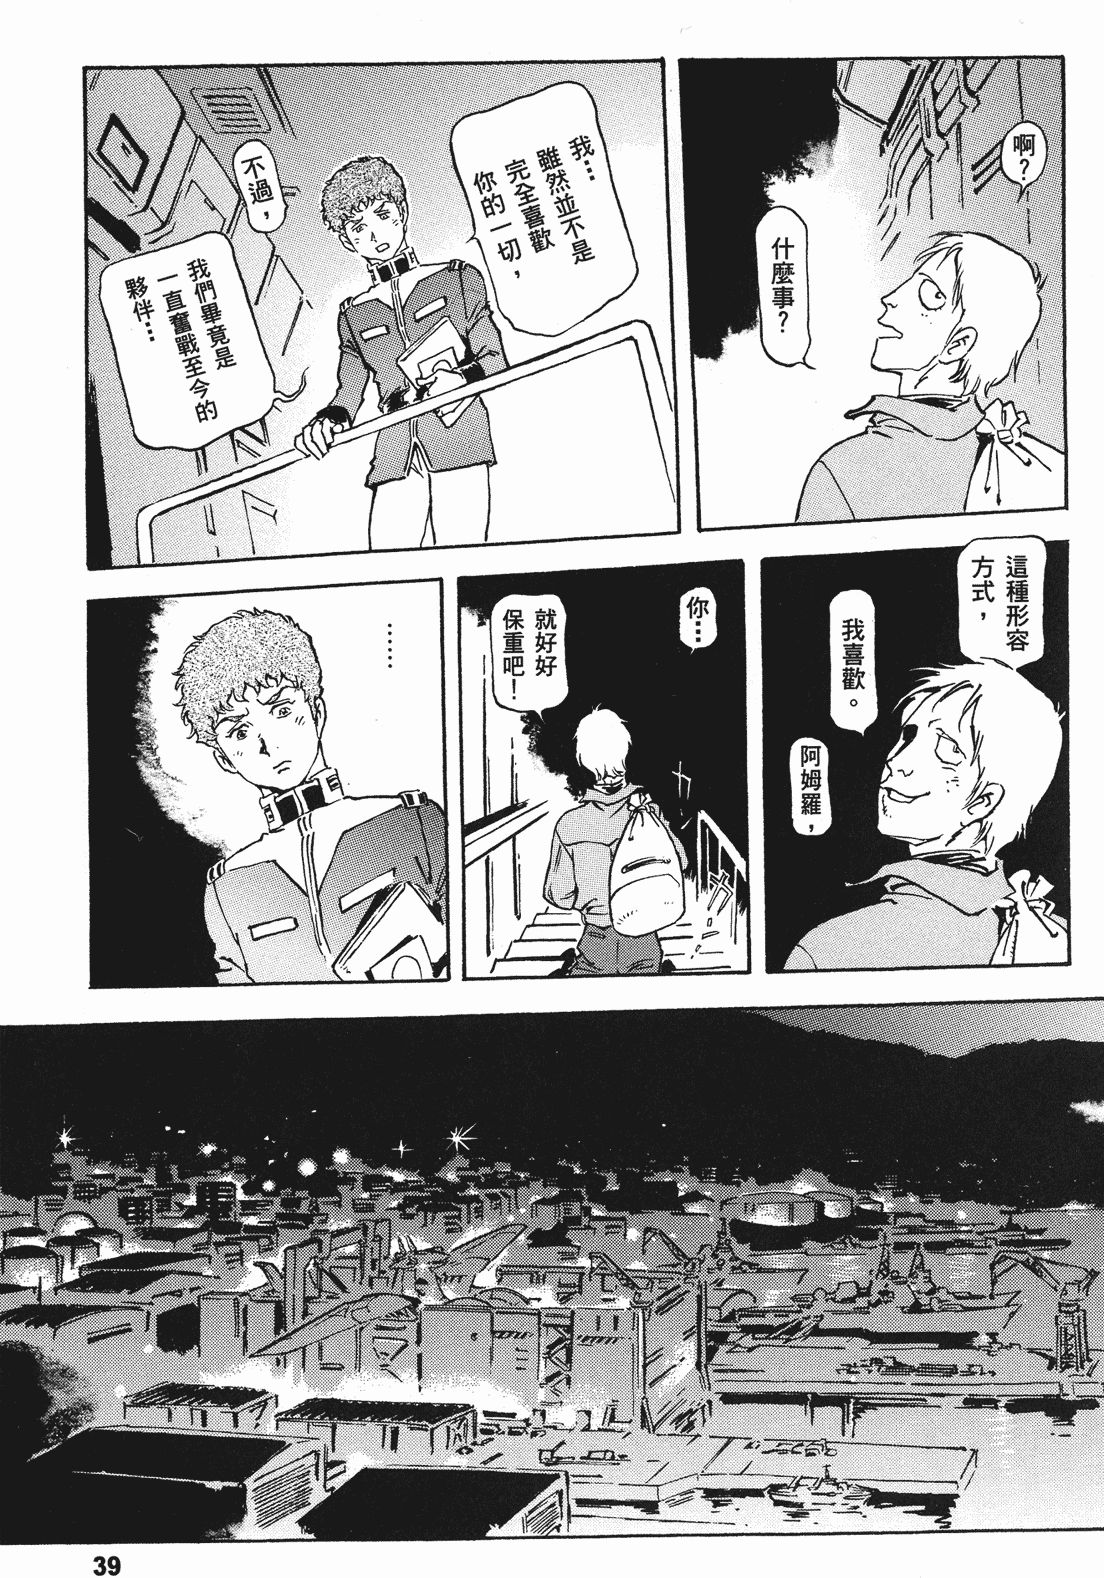 啊?
什麼事?
我…
雖然並不是
完全喜歡
你的一切,
不過,
我們畢竟是
一直奮戰至今的
夥伴…
這種形容
方式,
我喜歡。
阿姆羅,
你…
就好好
保重吧!
……
39